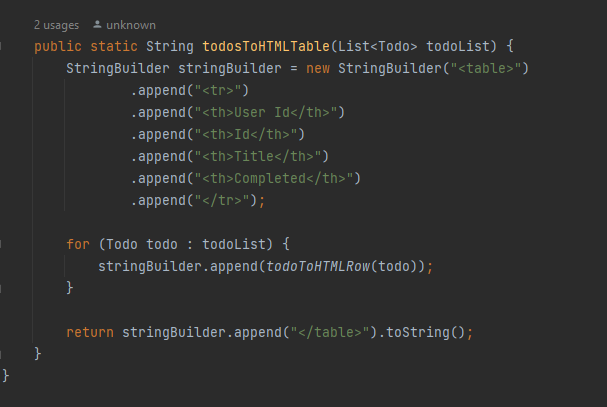 2 usages unknown
public static String todosToHTMLTable(List<Todo> todoList) {
StringBuilder stringBuilder = new StringBuilder("<table>")
.append("<tr>")
.append("<th>User Id</th>")
.append("<th>Id</th>")
.append("<th>Title</th>")
.append("<th>Completed</th>")
.append("</tr>");
for (Todo todo : todoList) {
stringBuilder.append(todoToHTMLRow(todo));
}
return stringBuilder.append("</table>").toString();
}
}